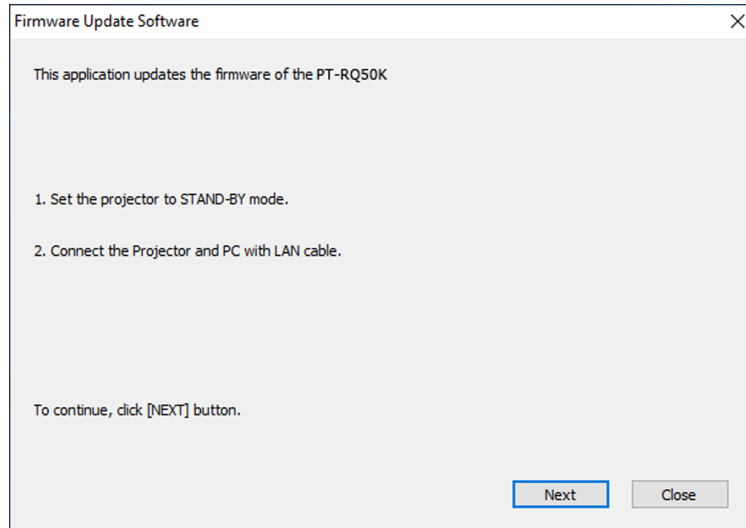 Firmware Update Software
This application updates the firmware of the PT-RQ50K
1. Set the projector to STAND-BY mode.
2. Connect the Projector and PC with LAN cable.
To continue, click [NEXT] button.
Next
Close